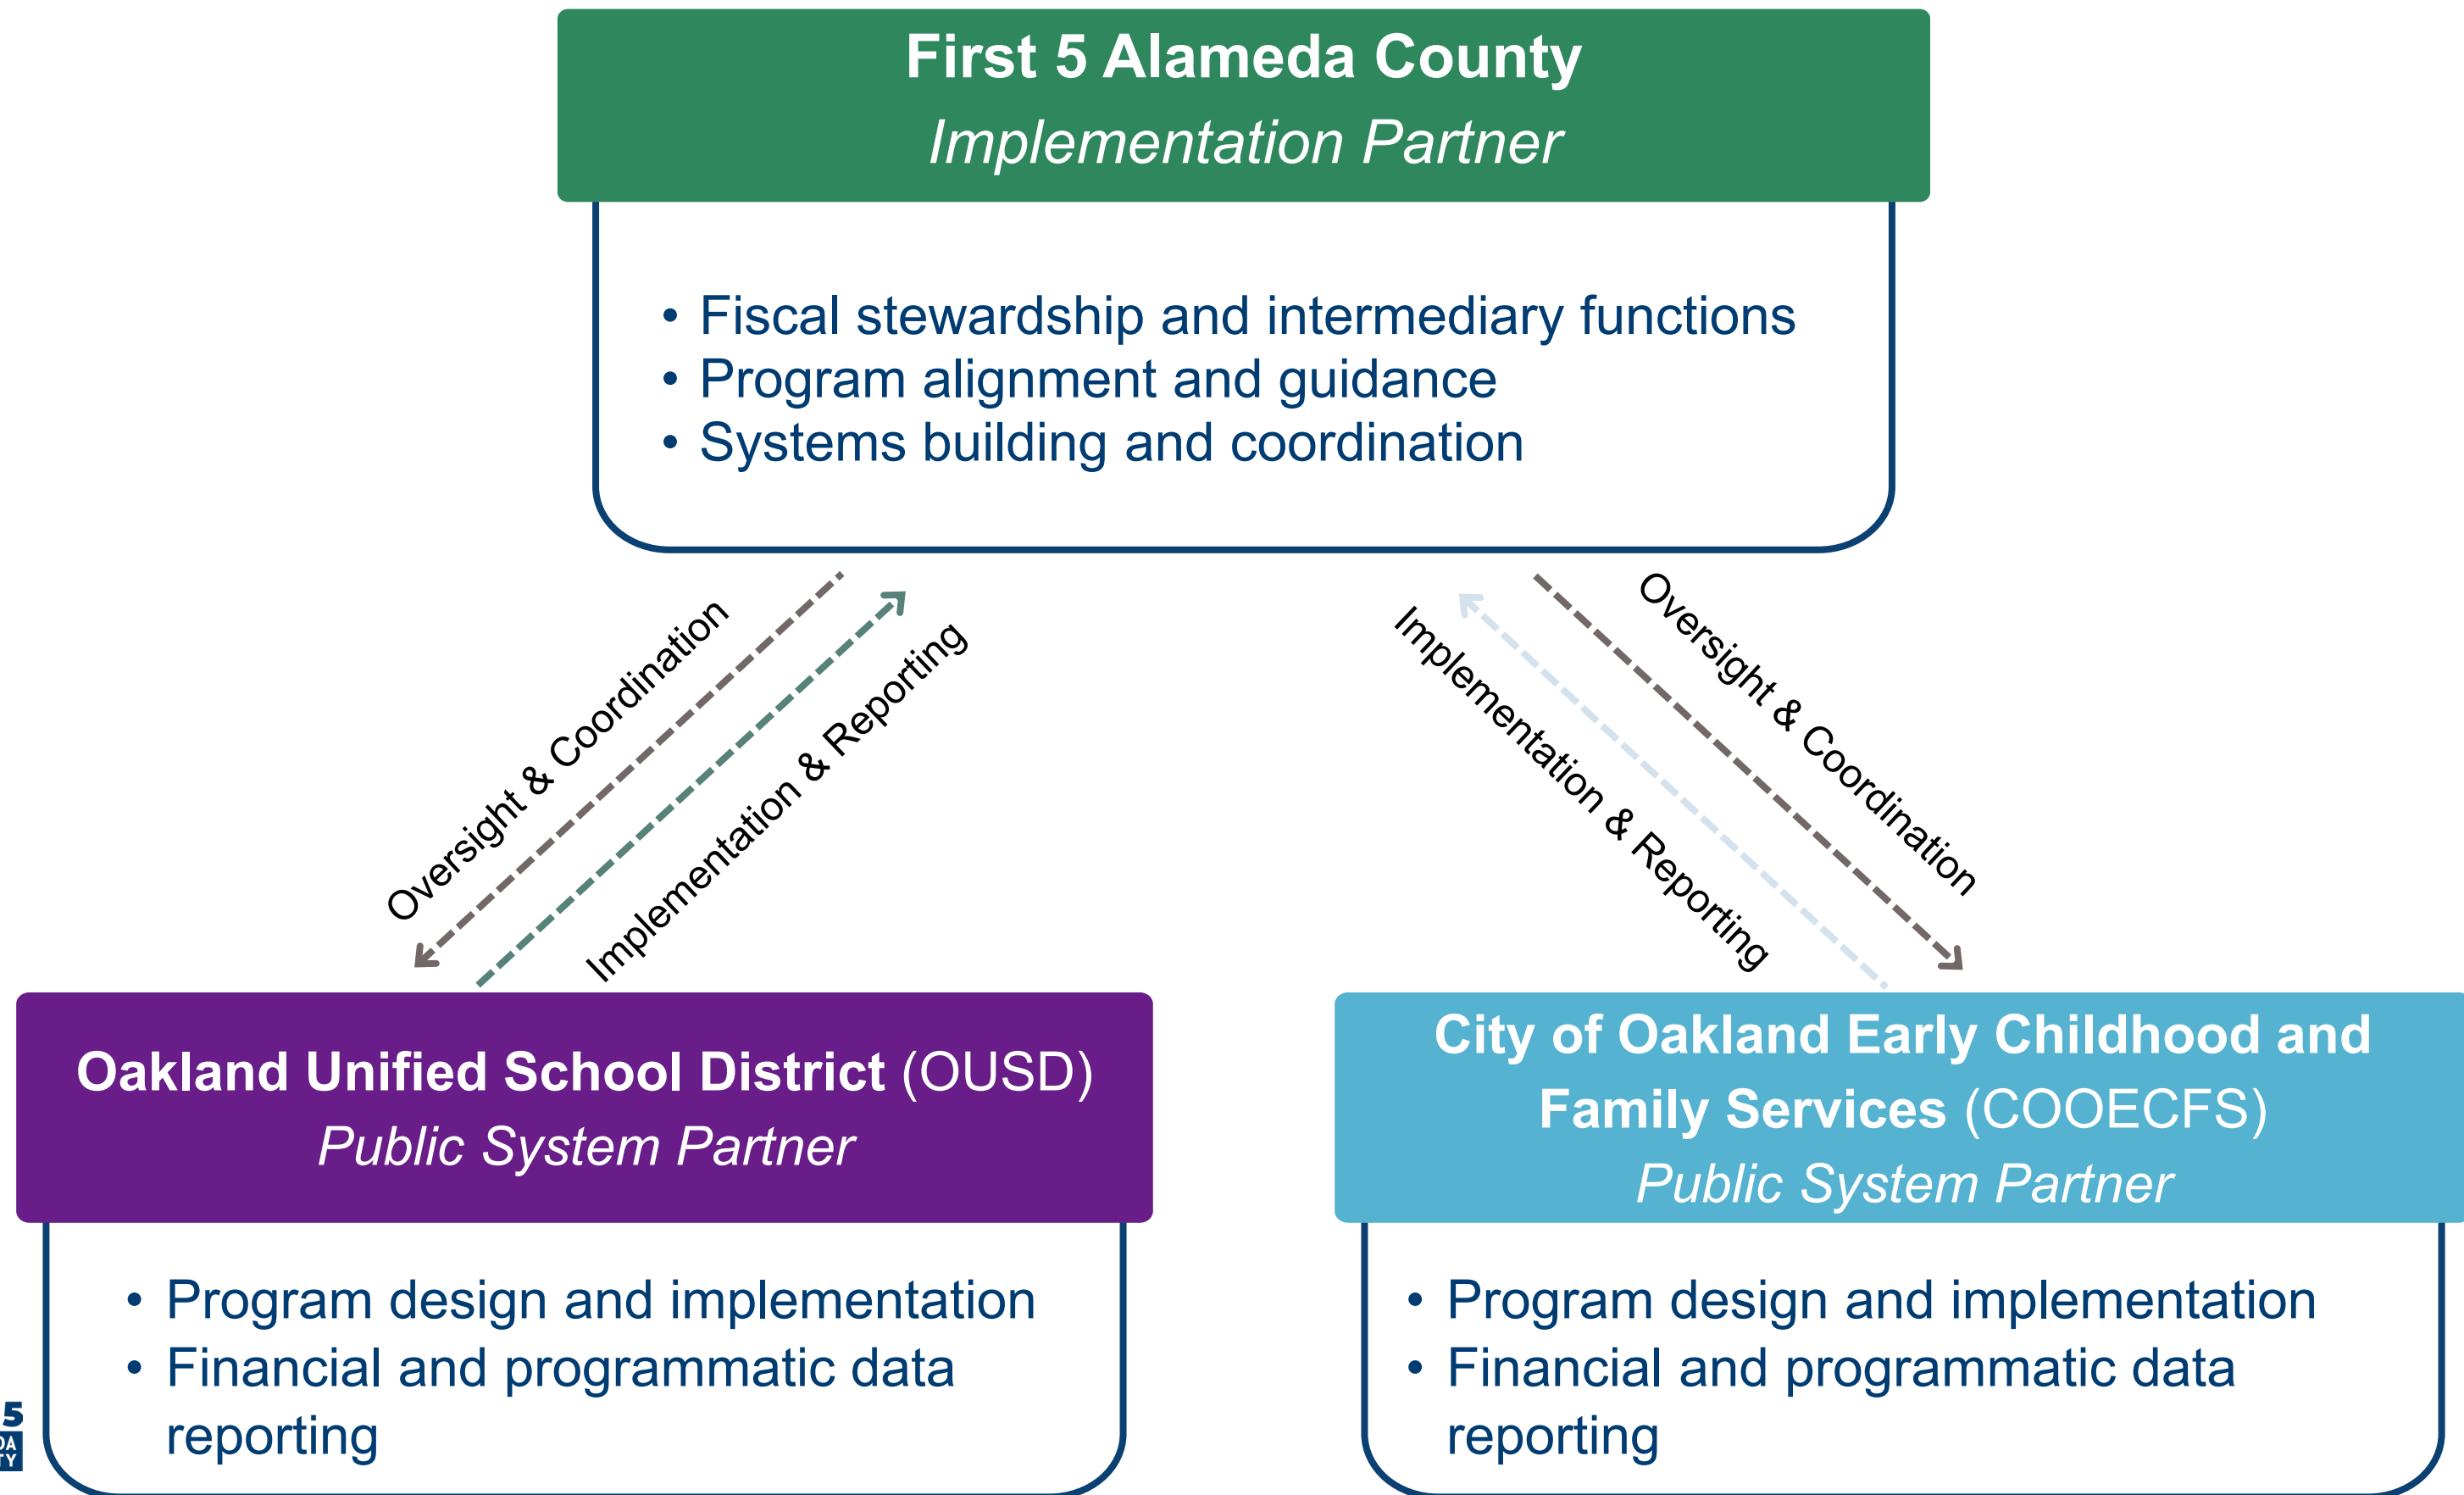 First 5 Alameda County
Implementation Partner
• Fiscal stewardship and intermediary functions
• Program alignment and guidance
• Systems building and coordination
Oversight & Coordination
Implementation & Reporting
Implementation & Reporting
Oversight & Coordination
Oakland Unified School District (OUSD)
Public System Partner
• Program design and implementation
• Financial and programmatic data
reporting
City of Oakland Early Childhood and
Family Services (COOECFS)
Public System Partner
• Program design and implementation
• Financial and programmatic data
reporting
5